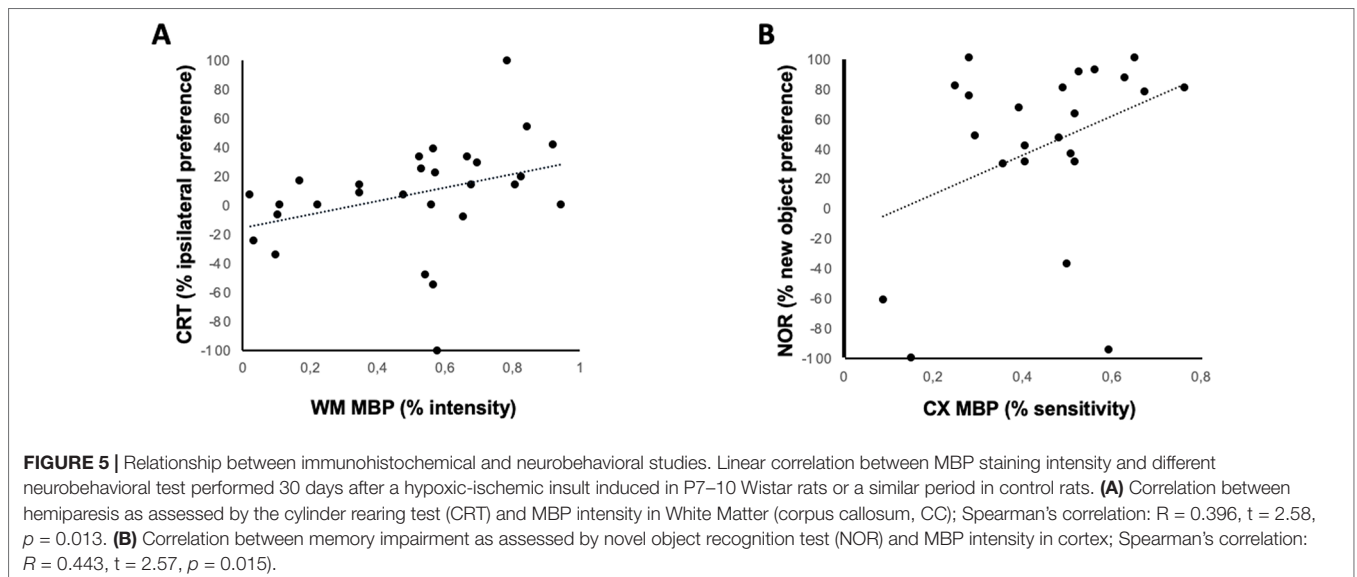 A
CRT (% ipsilateral preference)
100
80
60
40
20
0
-20
-40
-60
-80
-100
0 0,2 0,4 0,6 0,8 1
WM MBP (% intensity)
B
NOR (% new object preference)
100
80
60
40
20
0
-20
-40
-60
-80
-100
0 0,2 0,4 0,6 0,8
CX MBP (% sensitivity)
FIGURE 5 | Relationship between immunohistochemical and neurobehavioral studies. Linear correlation between MBP staining intensity and different
neurobehavioral test performed 30 days after a hypoxic-ischemic insult induced in P7–10 Wistar rats or a similar period in control rats. (A) Correlation between
hemiparesis as assessed by the cylinder rearing test (CRT) and MBP intensity in White Matter (corpus callosum, CC); Spearman's correlation: R = 0.396, t = 2.58,
p = 0.013. (B) Correlation between memory impairment as assessed by novel object recognition test (NOR) and MBP intensity in cortex; Spearman's correlation:
R = 0.443, t = 2.57, p = 0.015).